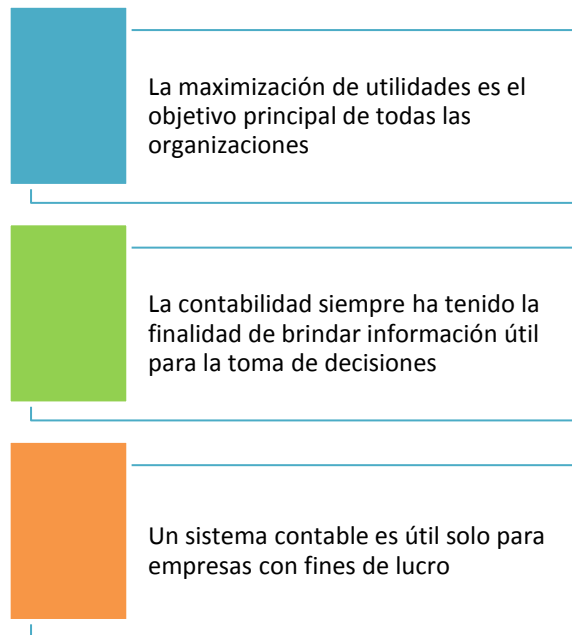 La maximización de utilidades es el
objetivo principal de todas las
organizaciones
La contabilidad siempre ha tenido la
finalidad de brindar información útil
para la toma de decisiones
Un sistema contable es útil solo para
empresas con fines de lucro